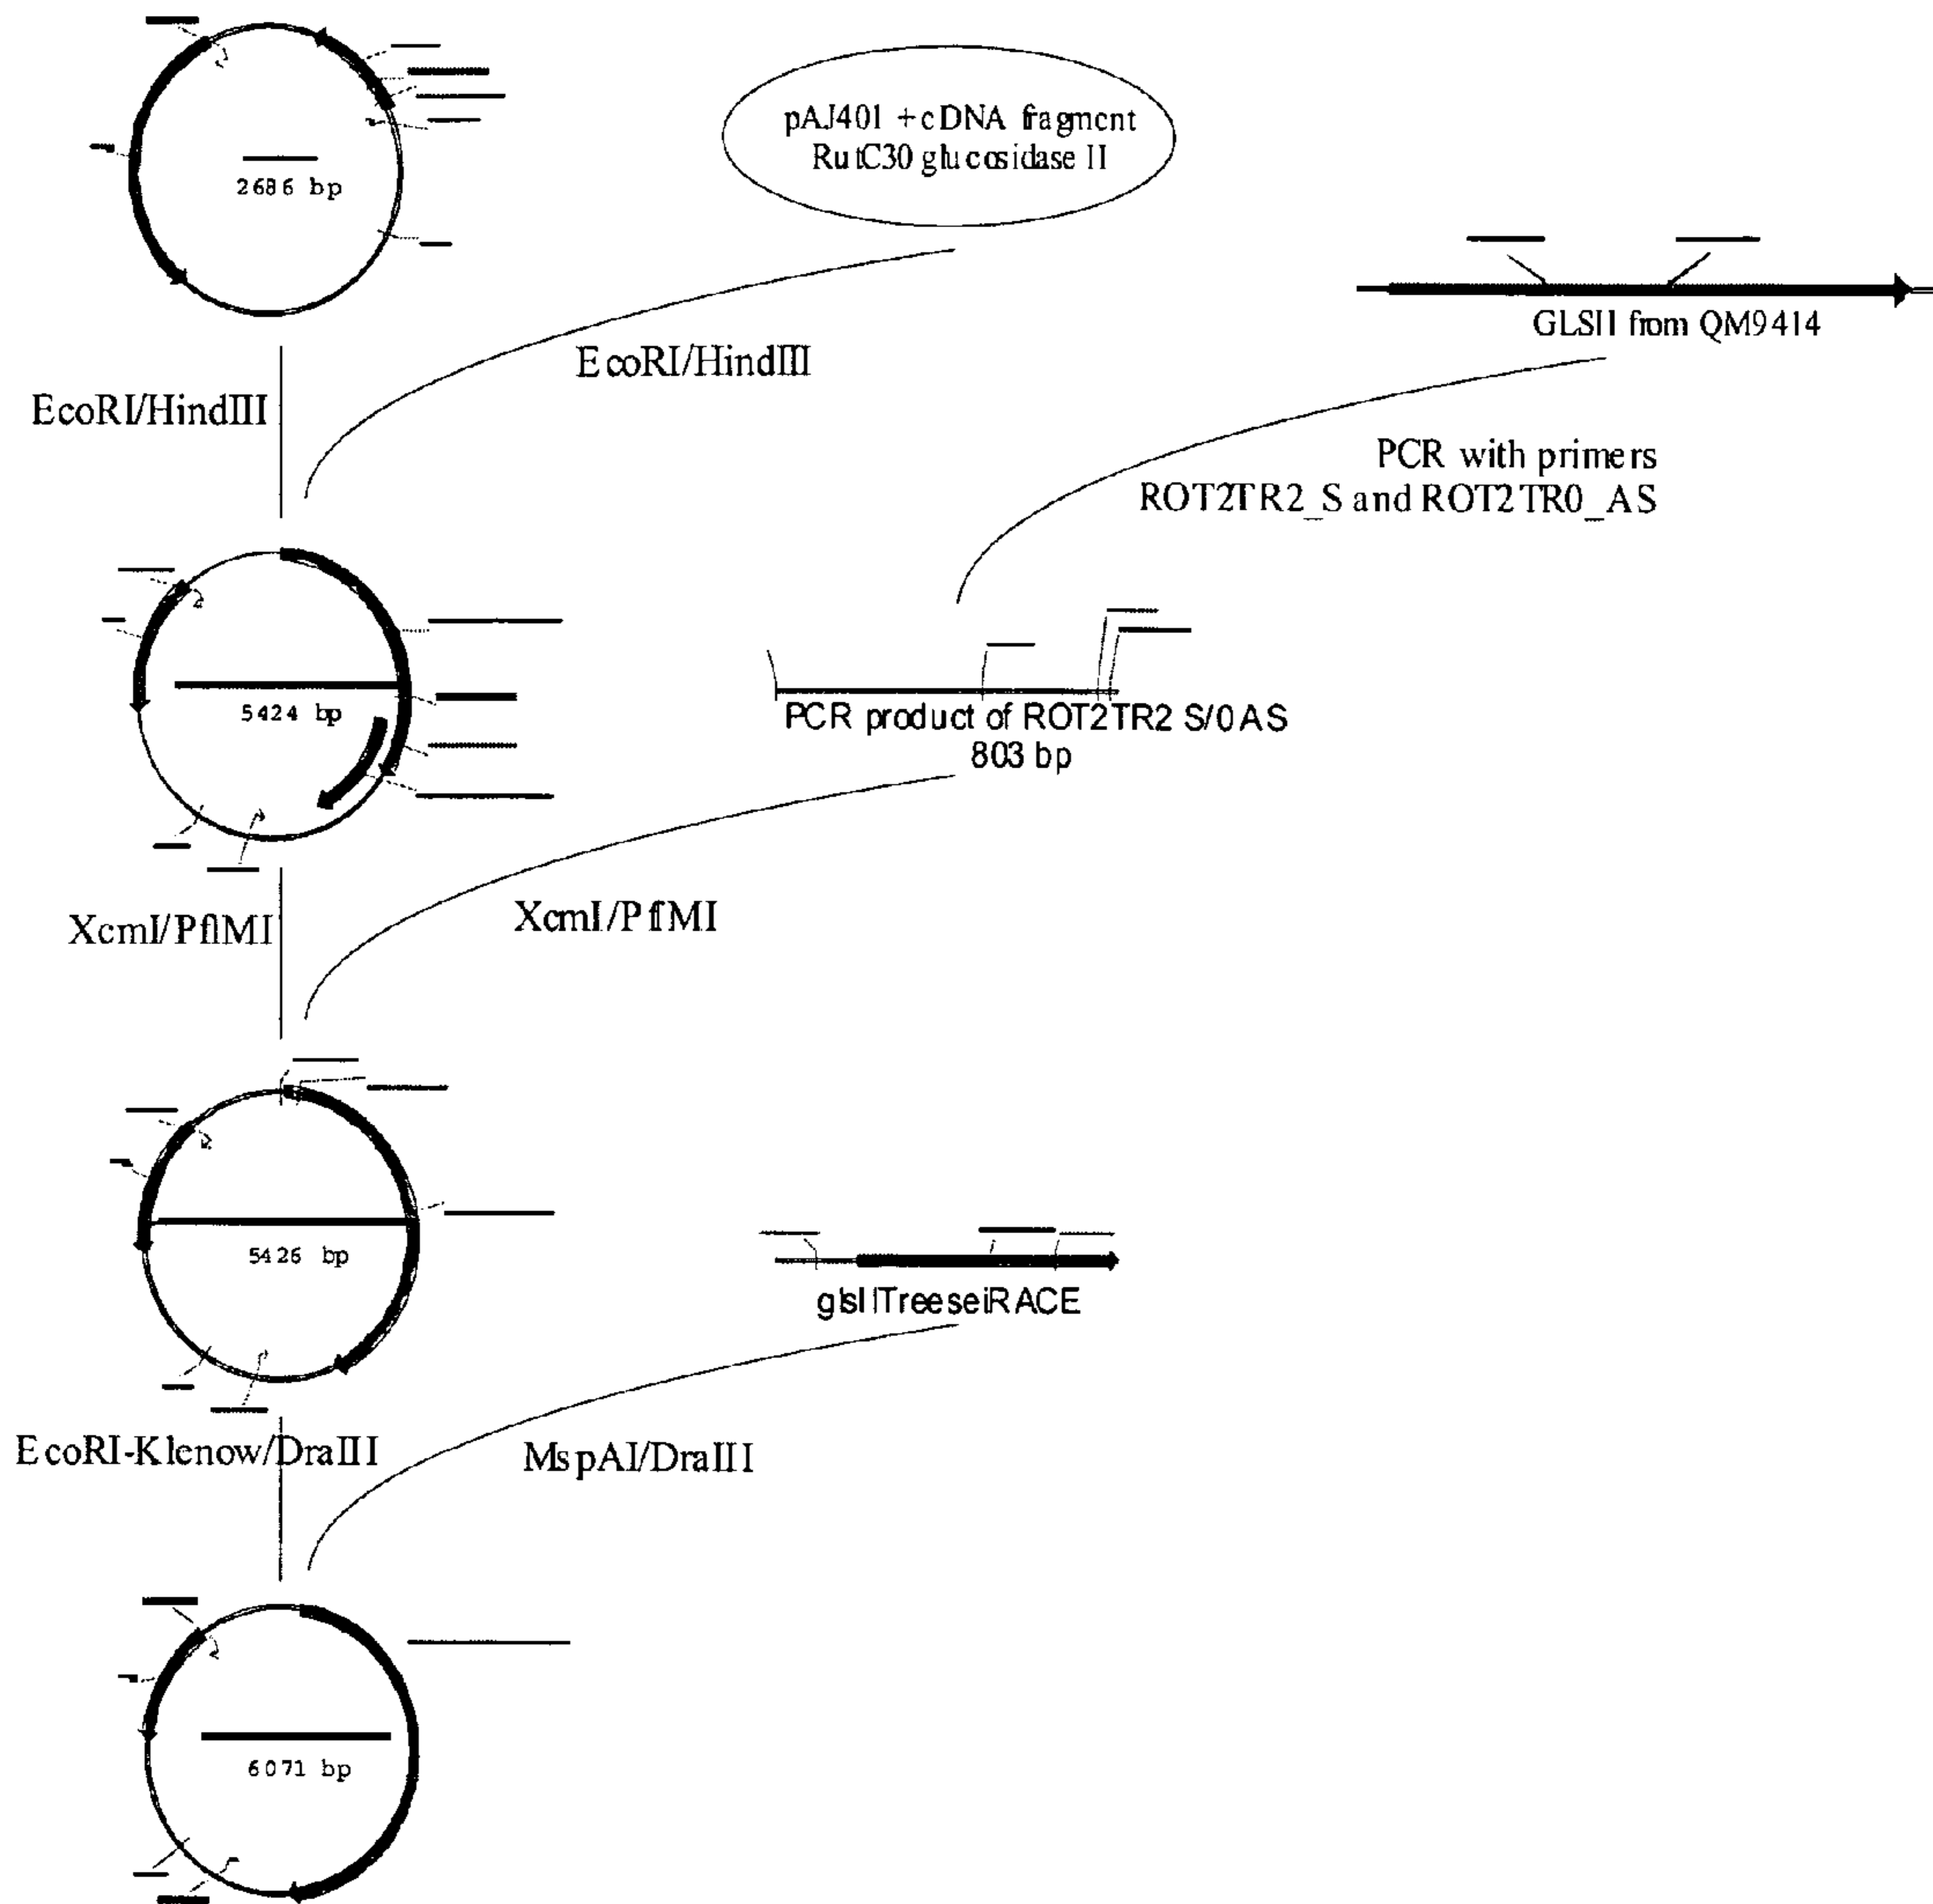 2686 bp
pAJ401 + cDNA fragment
RutC30 glucosidase II
GLSII from QM9414
EcoRI/HindIII
EcoRI/HindIII
PCR with primers
ROT2TR2_S and ROT2TR0_AS
5424 bp
PCR product of ROT2TR2 S/0AS
803 bp
XcmI/PflMI
XcmI/PflMI
5426 bp
glsIITreeseiRACE
EcoRI-Klenow/DraIII
MspAI/DraIII
6071 bp